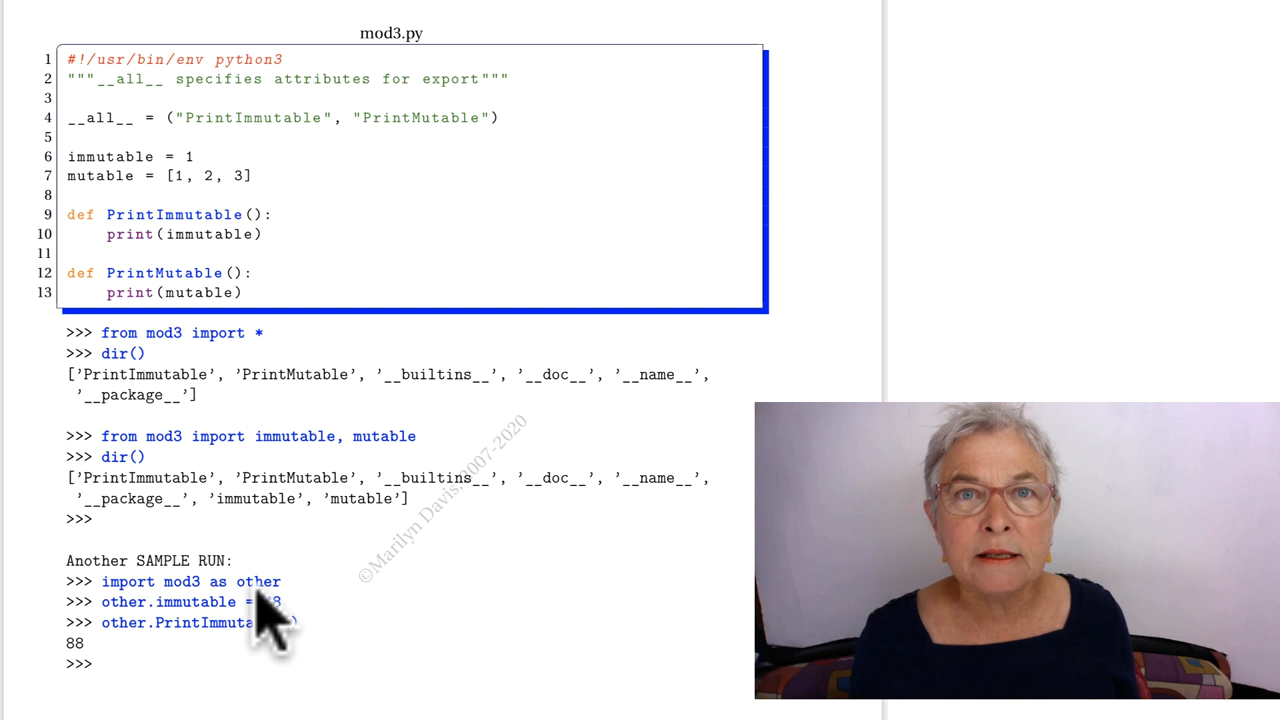 mod3.py
1 #!/usr/bin/env python3
2 """__all__ specifies attributes for export"""
3
4 __all__ = ("PrintImmutable", "PrintMutable")
5
6 immutable = 1
7 mutable = [1, 2, 3]
8
9 def PrintImmutable():
10     print(immutable)
11
12 def PrintMutable():
13     print(mutable)
>>> from mod3 import *
>>> dir()
['PrintImmutable', 'PrintMutable', '__builtins__', '__doc__', '__name__',
 '__package__']
>>> from mod3 import immutable, mutable
>>> dir()
['PrintImmutable', 'PrintMutable', '__builtins__', '__doc__', '__name__',
 '__package__', 'immutable', 'mutable']
>>>
©Marilyn Davis, 2007-2020
Another SAMPLE RUN:
>>> import mod3 as other
>>> other.immutable = 8
>>> other.PrintImmuta )
88
>>>